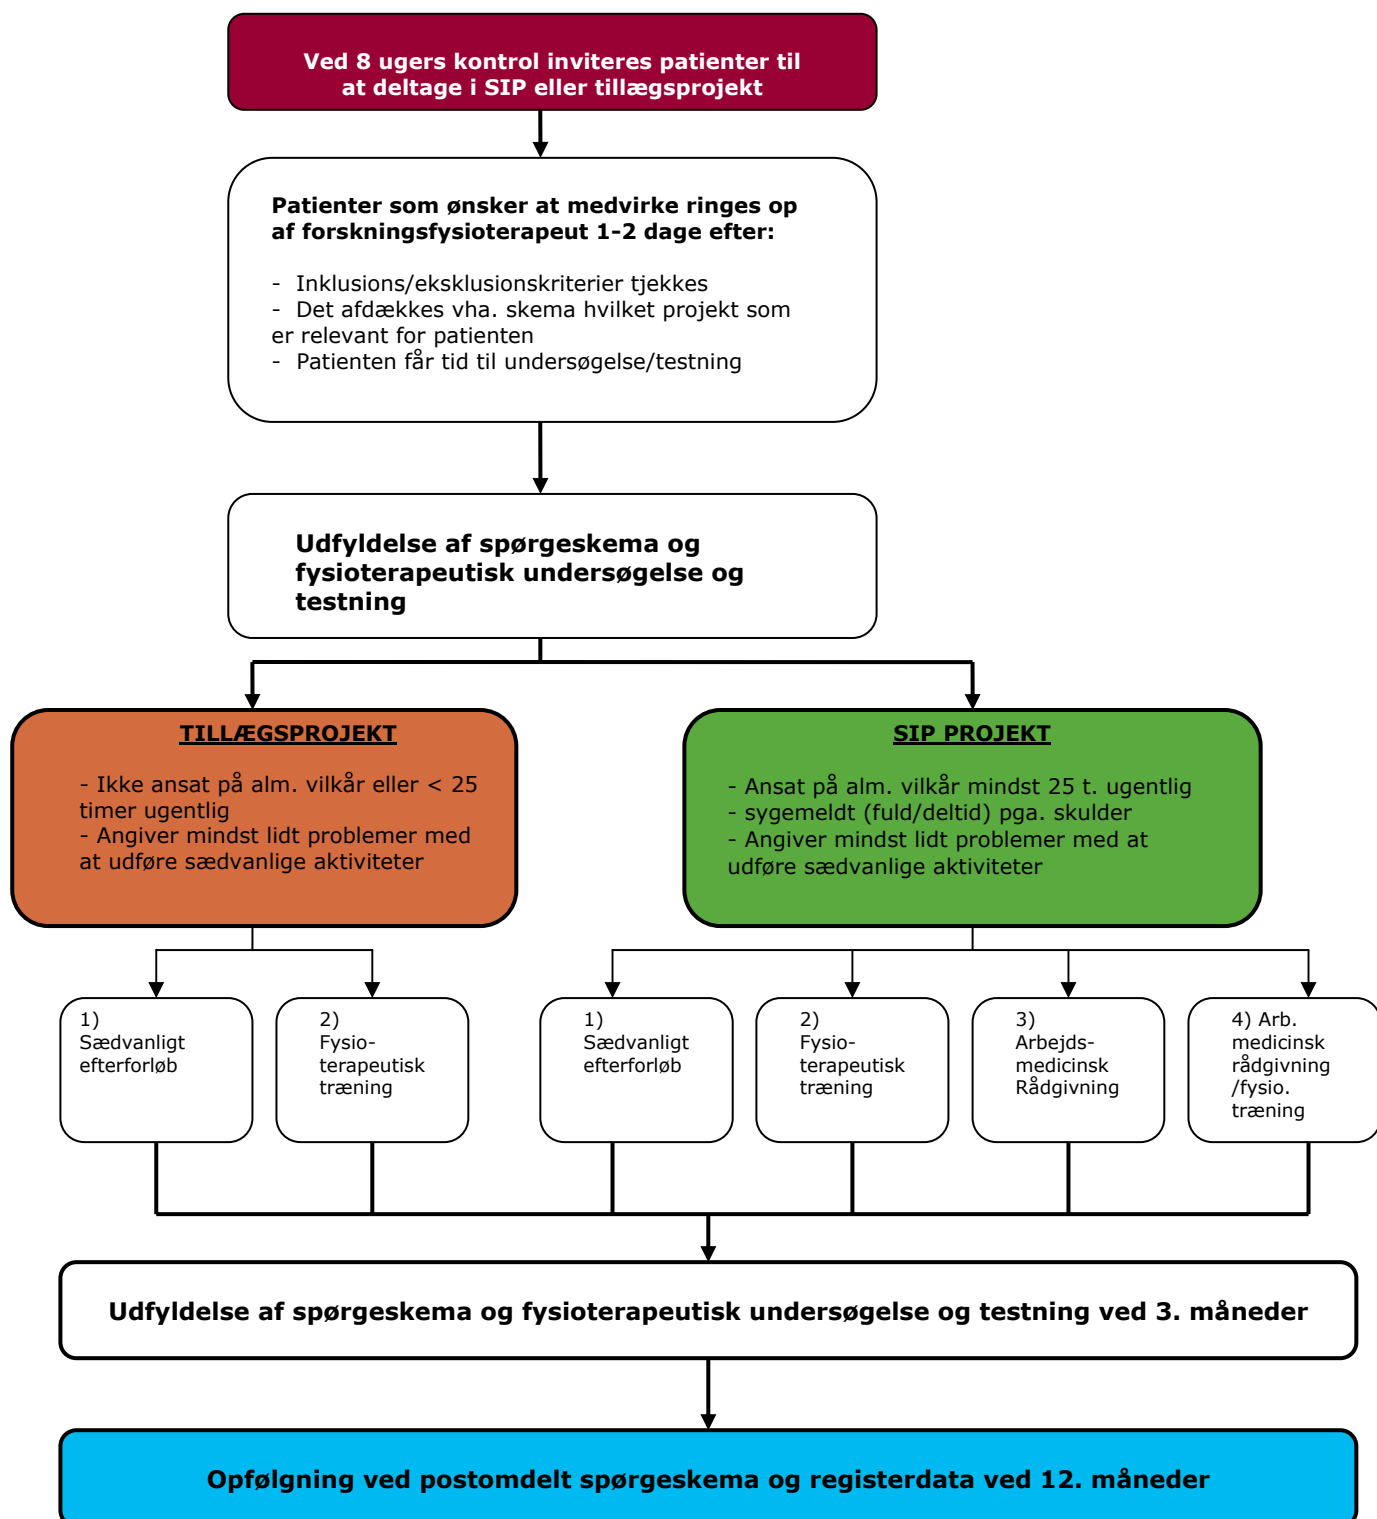 Ved 8 ugers kontrol inviteres patienter til
at deltage i SIP eller tillægsprojekt
Patienter som ønsker at medvirke ringes op
af forskningsfysioterapeut 1-2 dage efter:
- Inklusions/eksklusionskriterier tjekkes
- Det afdækkes vha. skema hvilket projekt som
er relevant for patienten
- Patienten får tid til undersøgelse/testning
Udfyldelse af spørgeskema og
fysioterapeutisk undersøgelse og
testning
TILLÆGSPROJEKT
- Ikke ansat på alm. vilkår eller < 25
timer ugentlig
- Angiver mindst lidt problemer med
at udføre sædvanlige aktiviteter
SIP PROJEKT
- Ansat på alm. vilkår mindst 25 t. ugentlig
- sygemeldt (fuld/deltid) pga. skulder
- Angiver mindst lidt problemer med at
udføre sædvanlige aktiviteter
1)
Sædvanligt
efterforløb
2)
Fysio-
terapeutisk
træning
1)
Sædvanligt
efterforløb
2)
Fysio-
terapeutisk
træning
3)
Arbejds-
medicinsk
Rådgivning
4) Arb.
medicinsk
rådgivning
/fysio.
træning
Udfyldelse af spørgeskema og fysioterapeutisk undersøgelse og testning ved 3. måneder
Opfølgning ved postomdelt spørgeskema og registerdata ved 12. måneder